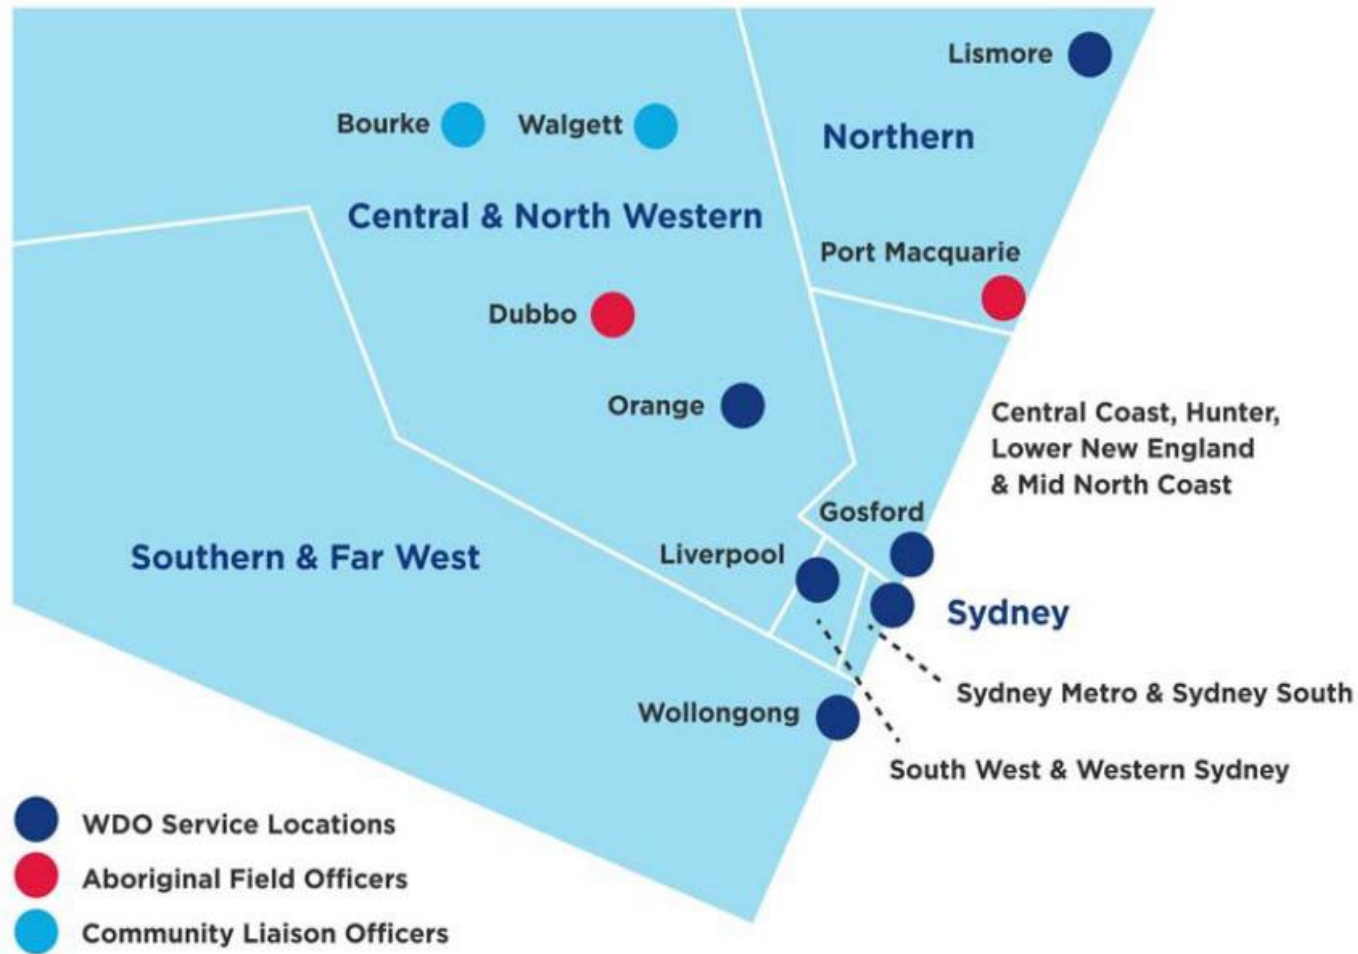 Lismore
Bourke
Walgett
Northern
Central & North Western
Port Macquarie
Dubbo
Orange
Central Coast, Hunter,
Lower New England
& Mid North Coast
Gosford
Liverpool
Southern & Far West
Sydney
Sydney Metro & Sydney South
Wollongong
South West & Western Sydney
WDO Service Locations
Aboriginal Field Officers
Community Liaison Officers